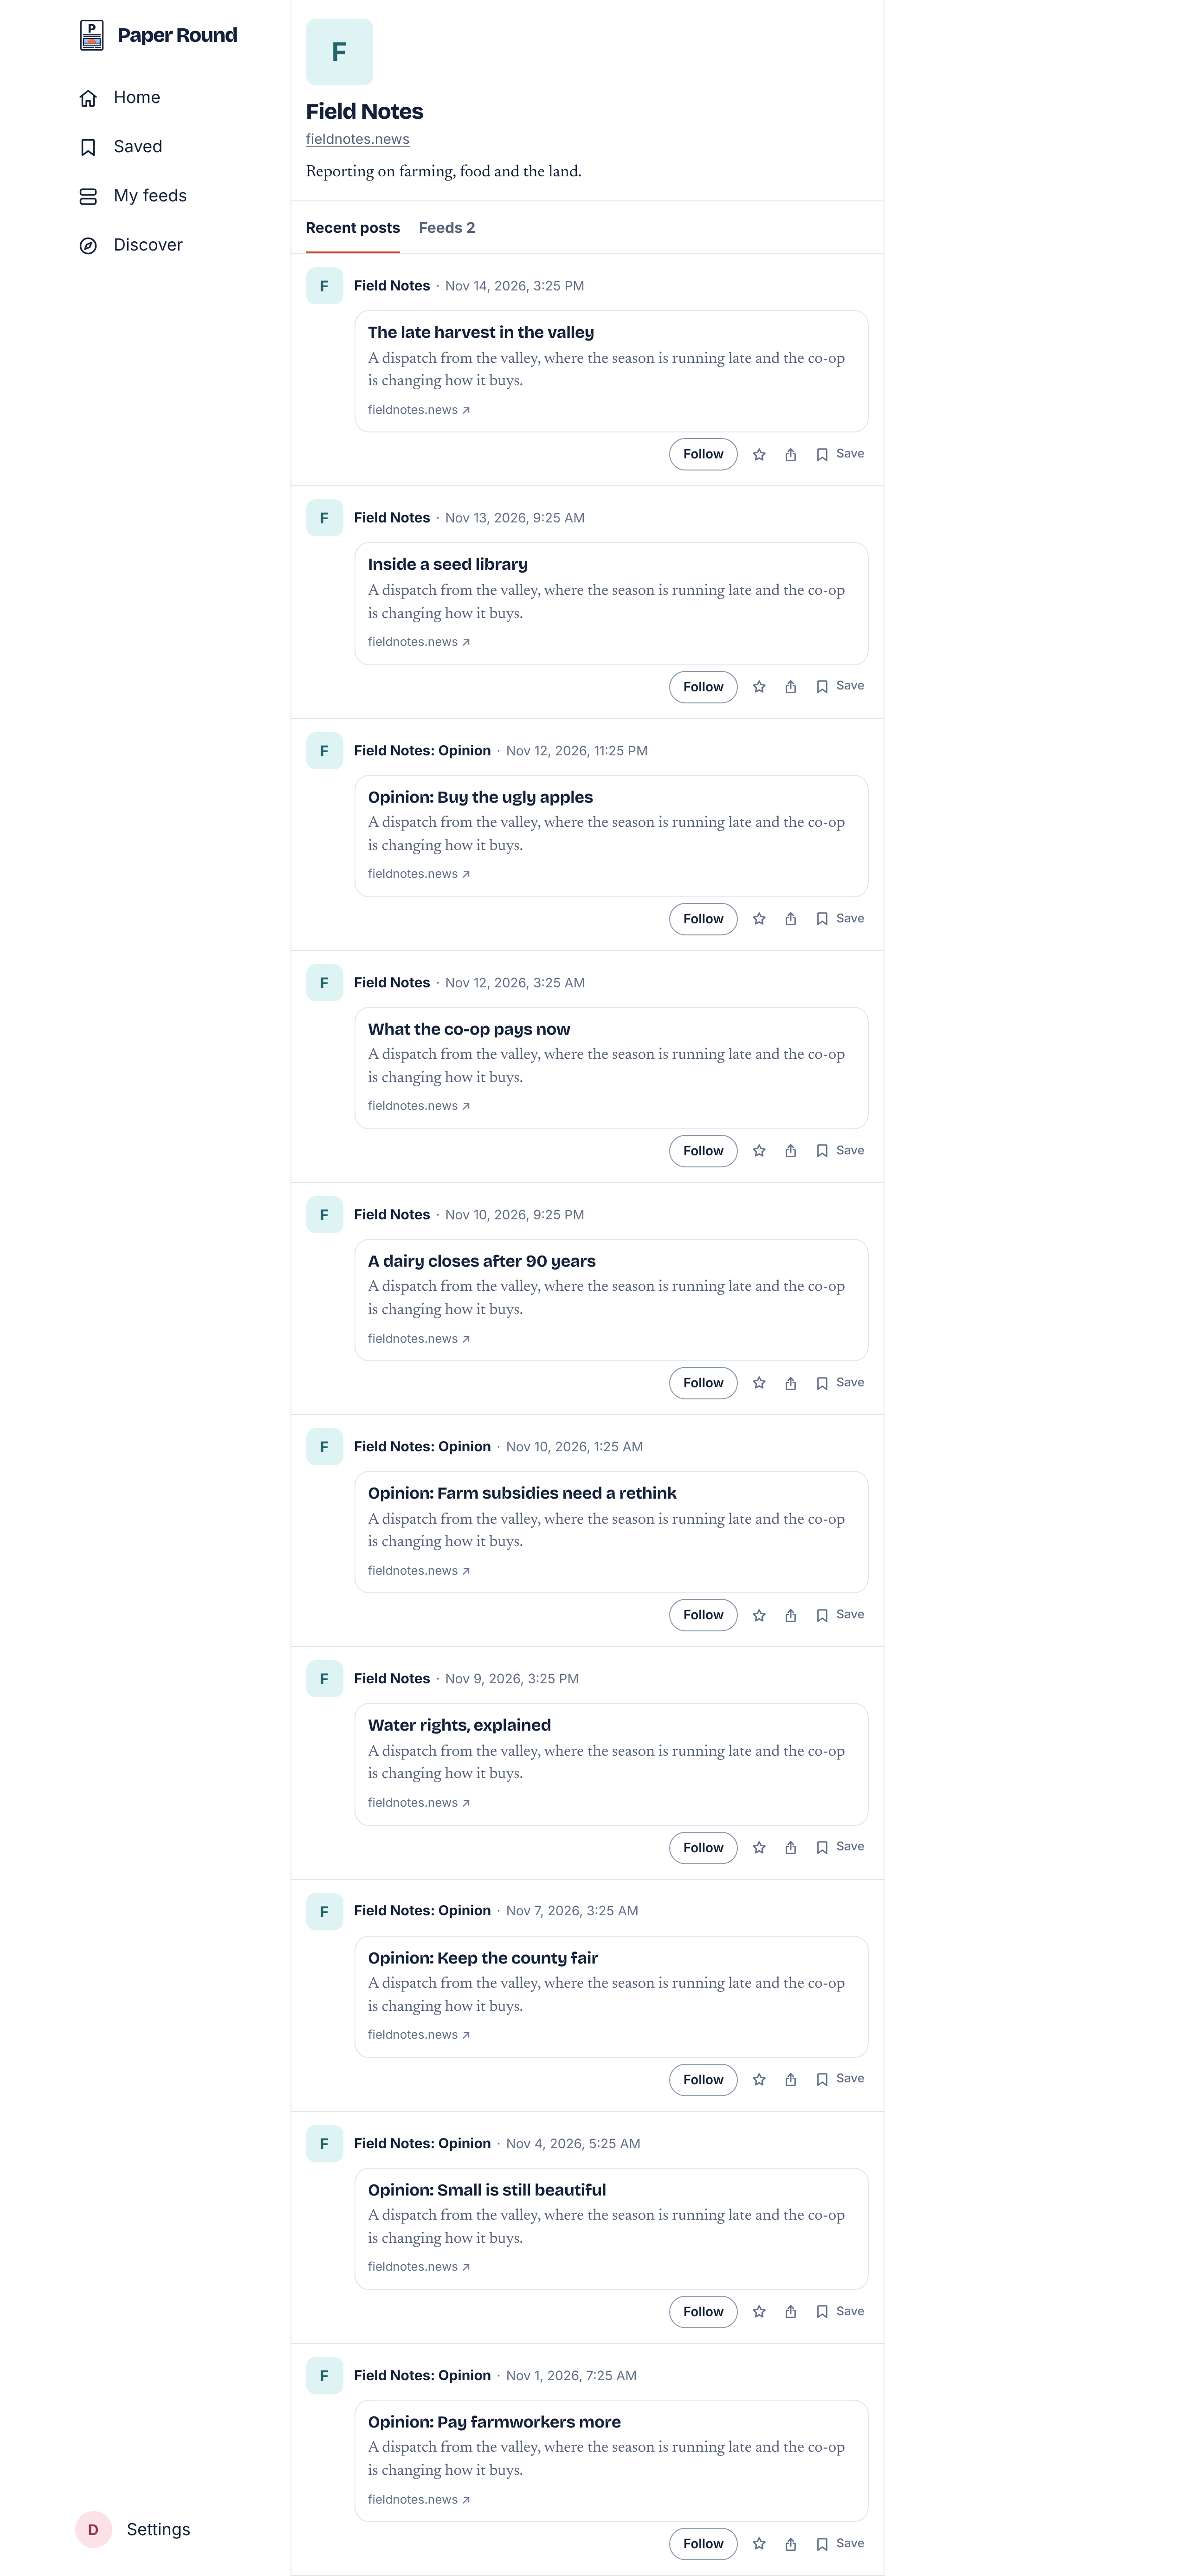 P
Paper Round
Home
Saved
My feeds
Discover
F
Field Notes
fieldnotes.news
Reporting on farming, food and the land.
Recent posts Feeds 2
F Field Notes · Nov 14, 2026, 3:25 PM
The late harvest in the valley
A dispatch from the valley, where the season is running late and the co-op
is changing how it buys.
fieldnotes.news ↗
Follow Save
F Field Notes · Nov 13, 2026, 9:25 AM
Inside a seed library
A dispatch from the valley, where the season is running late and the co-op
is changing how it buys.
fieldnotes.news ↗
Follow Save
F Field Notes: Opinion · Nov 12, 2026, 11:25 PM
Opinion: Buy the ugly apples
A dispatch from the valley, where the season is running late and the co-op
is changing how it buys.
fieldnotes.news ↗
Follow Save
F Field Notes · Nov 12, 2026, 3:25 AM
What the co-op pays now
A dispatch from the valley, where the season is running late and the co-op
is changing how it buys.
fieldnotes.news ↗
Follow Save
F Field Notes · Nov 10, 2026, 9:25 PM
A dairy closes after 90 years
A dispatch from the valley, where the season is running late and the co-op
is changing how it buys.
fieldnotes.news ↗
Follow Save
F Field Notes: Opinion · Nov 10, 2026, 1:25 AM
Opinion: Farm subsidies need a rethink
A dispatch from the valley, where the season is running late and the co-op
is changing how it buys.
fieldnotes.news ↗
Follow Save
F Field Notes · Nov 9, 2026, 3:25 PM
Water rights, explained
A dispatch from the valley, where the season is running late and the co-op
is changing how it buys.
fieldnotes.news ↗
Follow Save
F Field Notes: Opinion · Nov 7, 2026, 3:25 AM
Opinion: Keep the county fair
A dispatch from the valley, where the season is running late and the co-op
is changing how it buys.
fieldnotes.news ↗
Follow Save
F Field Notes: Opinion · Nov 4, 2026, 5:25 AM
Opinion: Small is still beautiful
A dispatch from the valley, where the season is running late and the co-op
is changing how it buys.
fieldnotes.news ↗
Follow Save
F Field Notes: Opinion · Nov 1, 2026, 7:25 AM
Opinion: Pay farmworkers more
A dispatch from the valley, where the season is running late and the co-op
is changing how it buys.
fieldnotes.news ↗
Follow Save
D Settings